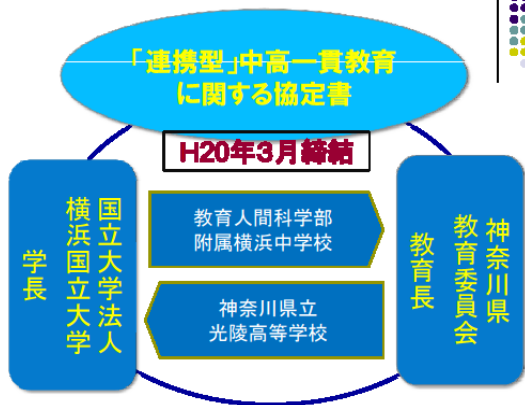 「連携型」中高一貫教育
に関する協定書
H20年3月締結
国立大学法人
横浜国立大学
学長
教育人間科学部
附属横浜中学校
神奈川県立
光陵高等学校
神奈川県
教育委員会
教育長